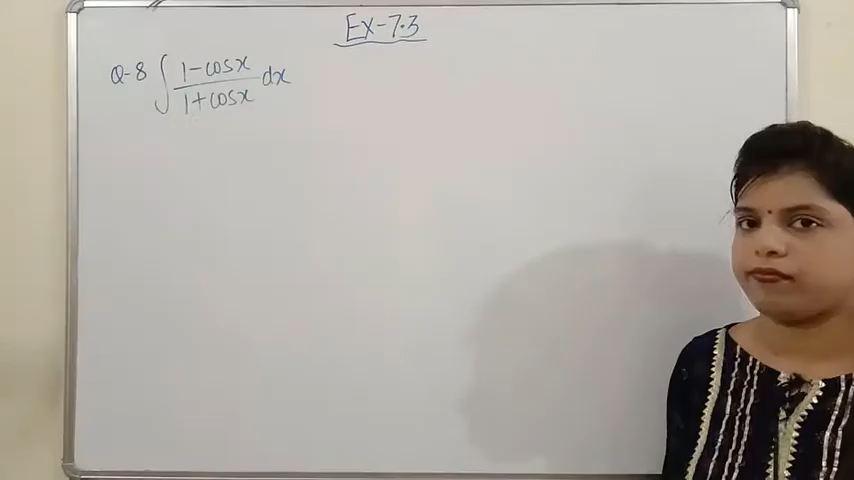 Ex-7.3
Q-8 ∫ (1-cosx)/(1+cosx) dx